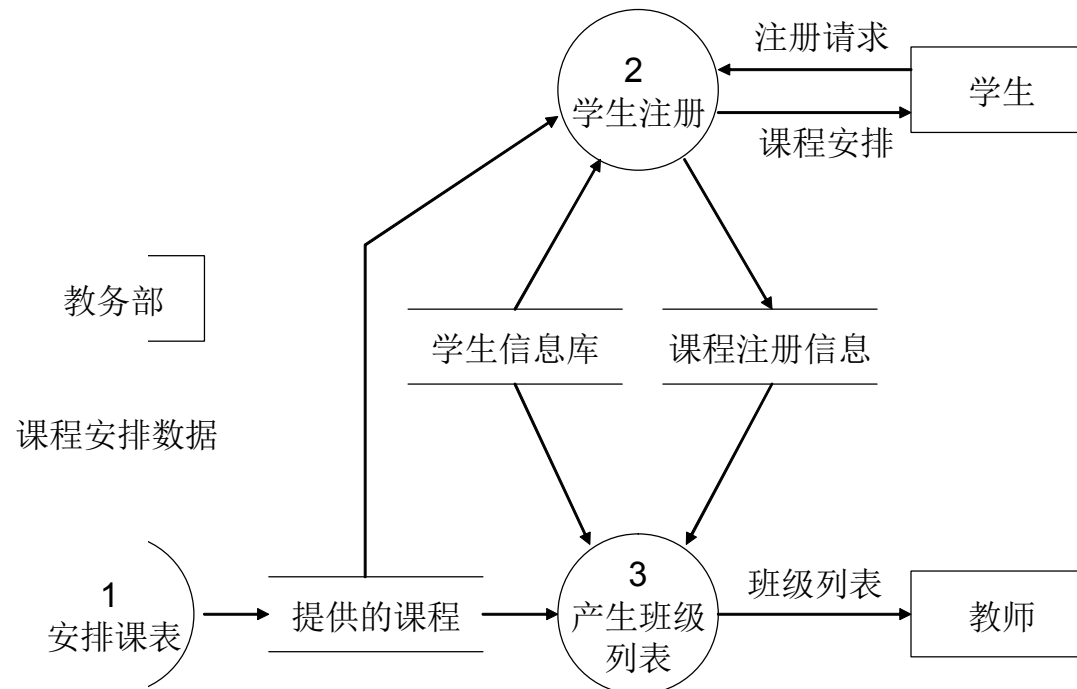 注册请求
2
学生注册
学生
课程安排
教务部
学生信息库
课程注册信息
课程安排数据
1
安排课表
提供的课程
3
产生班级
列表
班级列表
教师